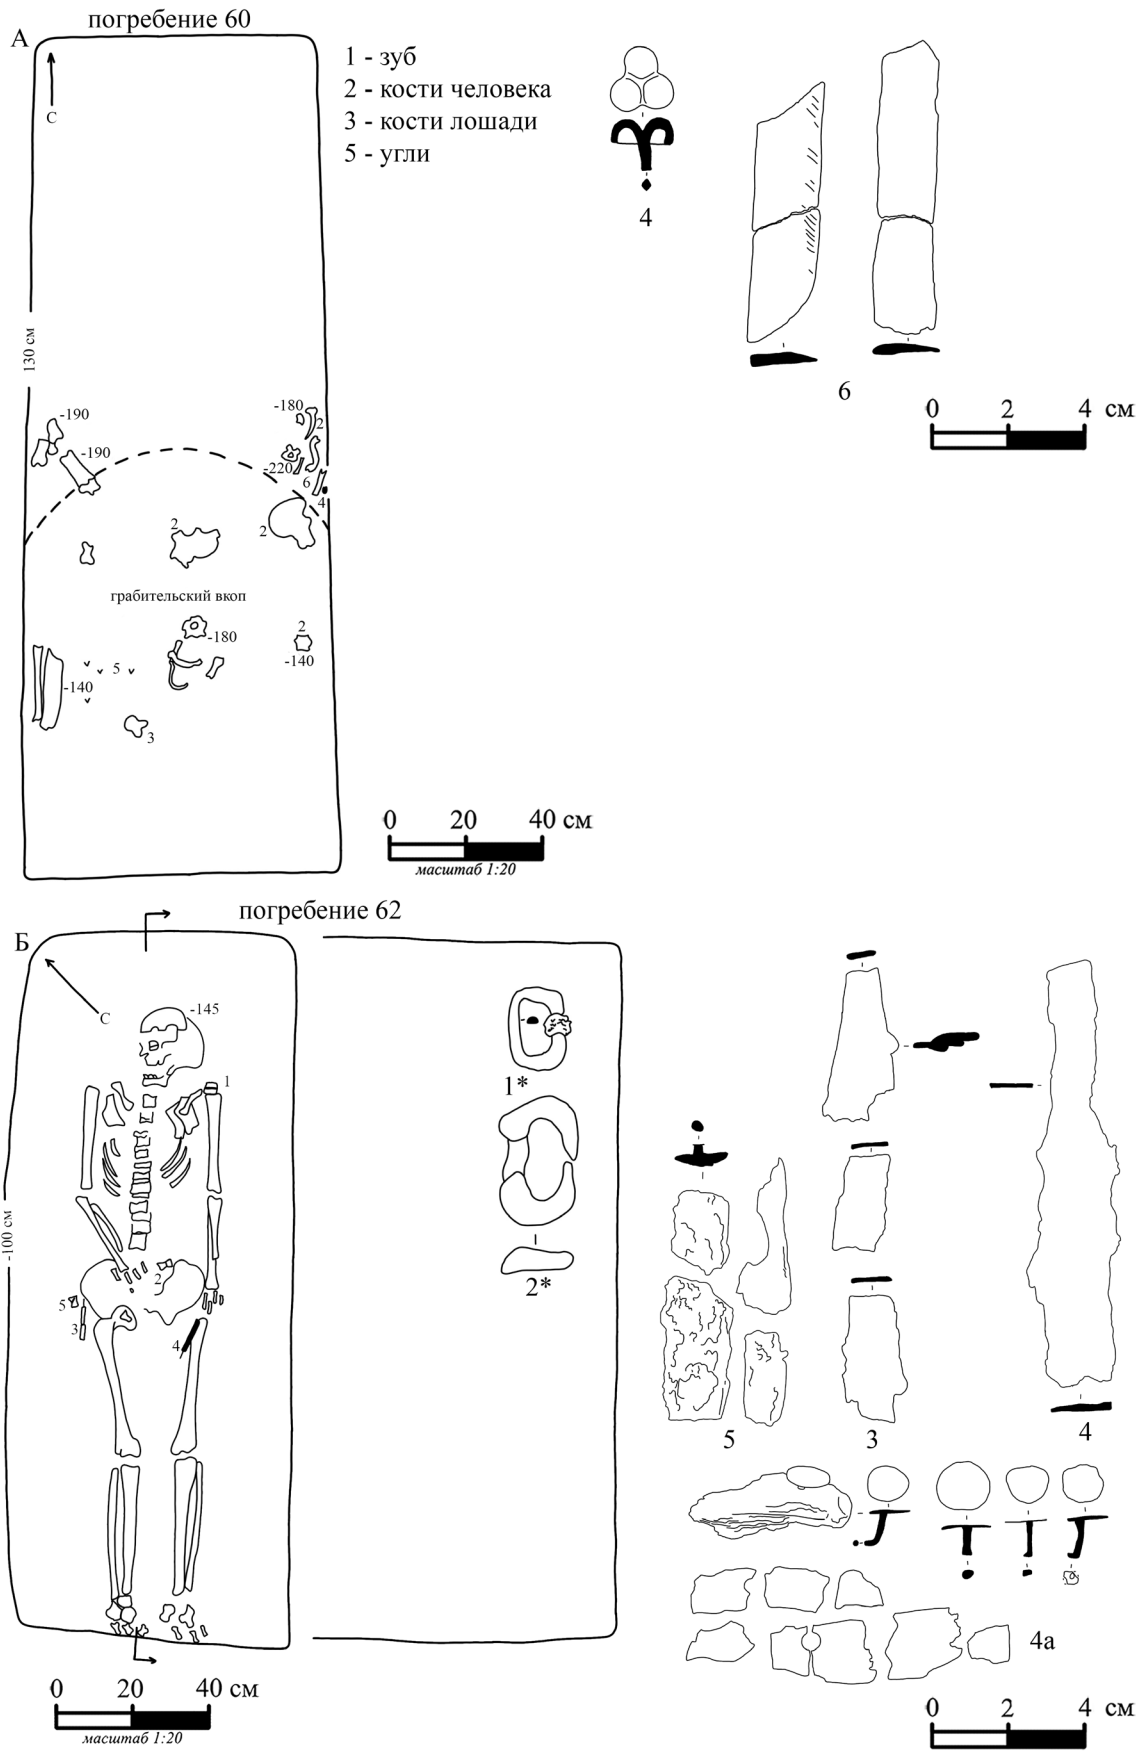 погребение 60
А
1 - зуб
2 - кости человека
3 - кости лошади
5 - угли
С
4
6
0 2 4 см
130 см
-190
-190
-180
2
-220
6
4
2
2
грабительский вкоп
-180
2
-140
5
-140
3
0 20 40 см
масштаб 1:20
погребение 62
Б
С
-145
1
-100 см
2
5
3
4
1*
2*
5
3
4
4а
0 20 40 см
масштаб 1:20
0 2 4 см